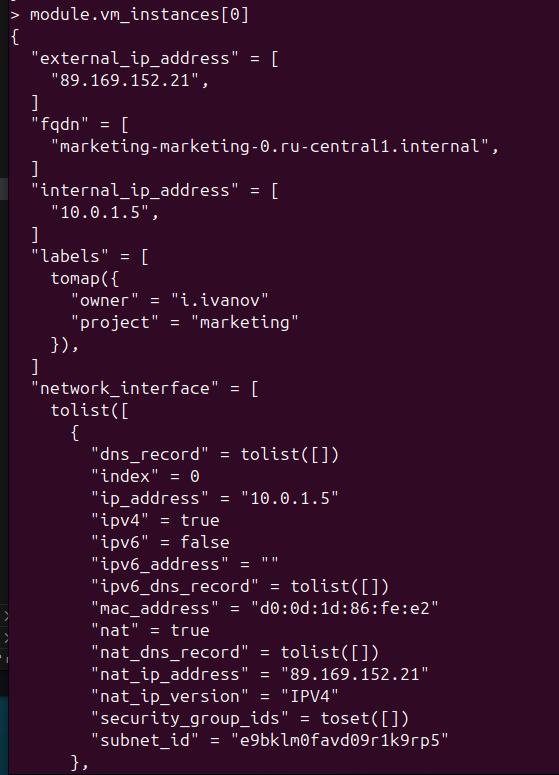 > module.vm_instances[0]
{
  "external_ip_address" = [
    "89.169.152.21",
  ]
  "fqdn" = [
    "marketing-marketing-0.ru-central1.internal",
  ]
  "internal_ip_address" = [
    "10.0.1.5",
  ]
  "labels" = [
    tomap({
      "owner" = "i.ivanov"
      "project" = "marketing"
    }),
  ]
  "network_interface" = [
    tolist([
      {
        "dns_record" = tolist([])
        "index" = 0
        "ip_address" = "10.0.1.5"
        "ipv4" = true
        "ipv6" = false
        "ipv6_address" = ""
        "ipv6_dns_record" = tolist([])
        "mac_address" = "d0:0d:1d:86:fe:e2"
        "nat" = true
        "nat_dns_record" = tolist([])
        "nat_ip_address" = "89.169.152.21"
        "nat_ip_version" = "IPV4"
        "security_group_ids" = toset([])
        "subnet_id" = "e9bklm0favd09r1k9rp5"
      },